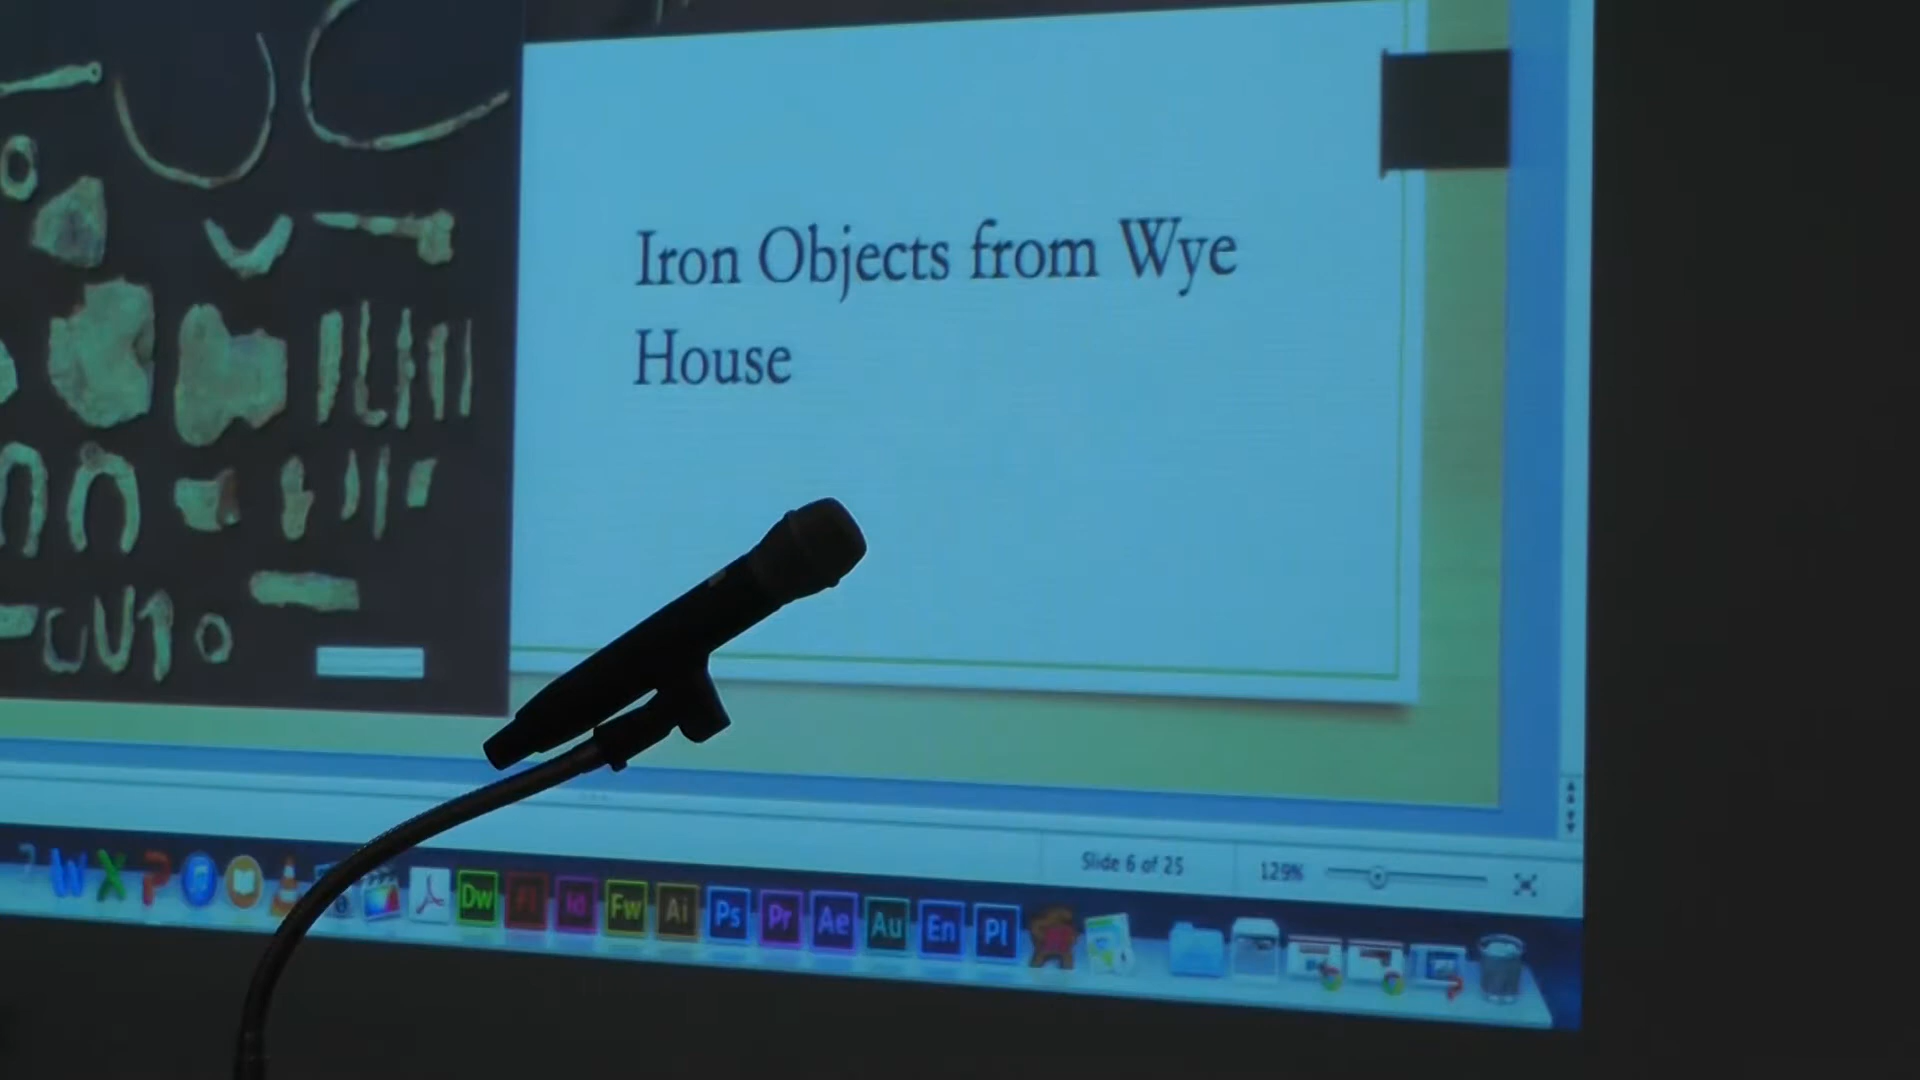 Iron Objects from Wye
House
Slide 6 of 25
129%
W
X
P
Dw
Fl
Id
Fw
Ai
Ps
Pr
Ae
Au
En
Pl